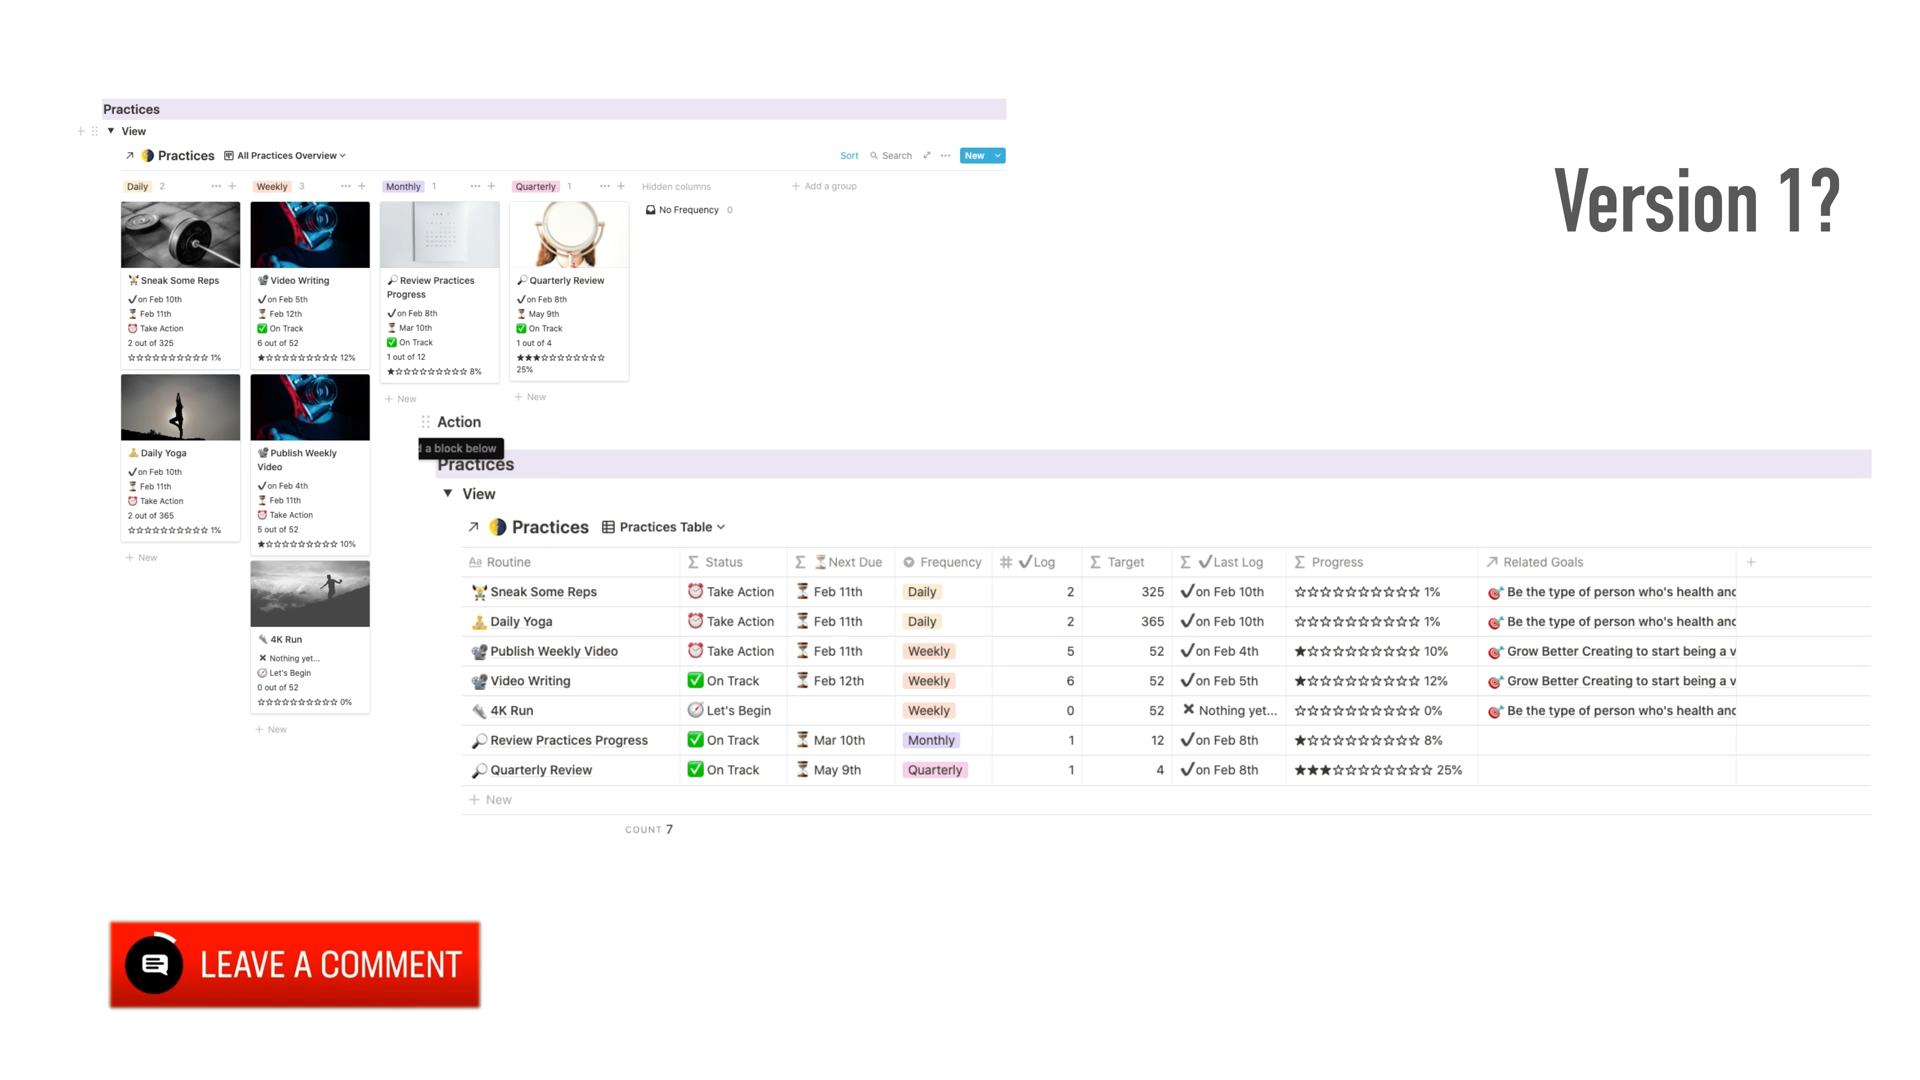 Practices
View
Practices All Practices Overview
Sort Search ... New
Daily 2 Weekly 3 Monthly 1 Quarterly 1 Hidden columns + Add a group
No Frequency 0
Sneak Some Reps
✓on Feb 10th
Feb 11th
Take Action
2 out of 325
☆☆☆☆☆☆☆☆☆☆ 1%
Daily Yoga
✓on Feb 10th
Feb 11th
Take Action
2 out of 365
☆☆☆☆☆☆☆☆☆☆ 1%
+ New
Video Writing
✓on Feb 5th
Feb 12th
On Track
6 out of 52
★☆☆☆☆☆☆☆☆☆ 12%
Publish Weekly
Video
✓on Feb 4th
Feb 11th
Take Action
5 out of 52
★☆☆☆☆☆☆☆☆☆ 10%
4K Run
✕ Nothing yet...
Let's Begin
0 out of 52
☆☆☆☆☆☆☆☆☆☆ 0%
+ New
Review Practices
Progress
✓on Feb 8th
Mar 10th
On Track
1 out of 12
★☆☆☆☆☆☆☆☆☆ 8%
+ New
Quarterly Review
✓on Feb 8th
May 9th
On Track
1 out of 4
★★★☆☆☆☆☆☆☆☆
25%
+ New
Version 1?
Action
a block below
Practices
View
Practices Practices Table
Aa Routine Σ Status Σ Next Due Frequency # ✓Log Σ Target Σ ✓Last Log Σ Progress Related Goals +
Sneak Some Reps Take Action Feb 11th Daily 2 325 ✓on Feb 10th ☆☆☆☆☆☆☆☆☆☆ 1% Be the type of person who's health and
Daily Yoga Take Action Feb 11th Daily 2 365 ✓on Feb 10th ☆☆☆☆☆☆☆☆☆☆ 1% Be the type of person who's health and
Publish Weekly Video Take Action Feb 11th Weekly 5 52 ✓on Feb 4th ★☆☆☆☆☆☆☆☆☆ 10% Grow Better Creating to start being a v
Video Writing On Track Feb 12th Weekly 6 52 ✓on Feb 5th ★☆☆☆☆☆☆☆☆☆ 12% Grow Better Creating to start being a v
4K Run Let's Begin Weekly 0 52 ✕ Nothing yet... ☆☆☆☆☆☆☆☆☆☆ 0% Be the type of person who's health and
Review Practices Progress On Track Mar 10th Monthly 1 12 ✓on Feb 8th ★☆☆☆☆☆☆☆☆☆ 8%
Quarterly Review On Track May 9th Quarterly 1 4 ✓on Feb 8th ★★★☆☆☆☆☆☆☆☆ 25%
+ New
COUNT 7
LEAVE A COMMENT